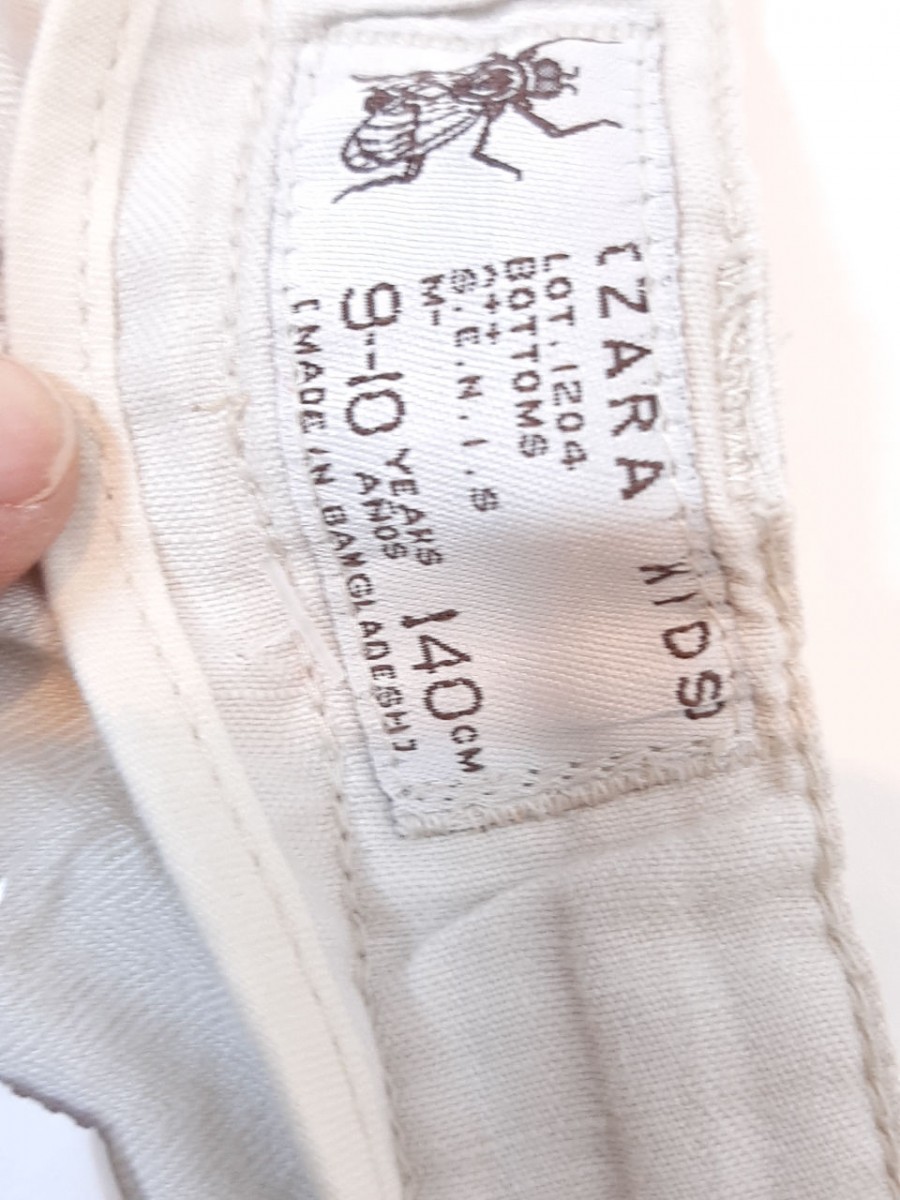 [ZARA KIDS]
LOT.1204
BOTTOMS
S.E.N.I.S
M-
9-10 YEARS AÑOS 140CM
[MADE IN BANGLADESH].